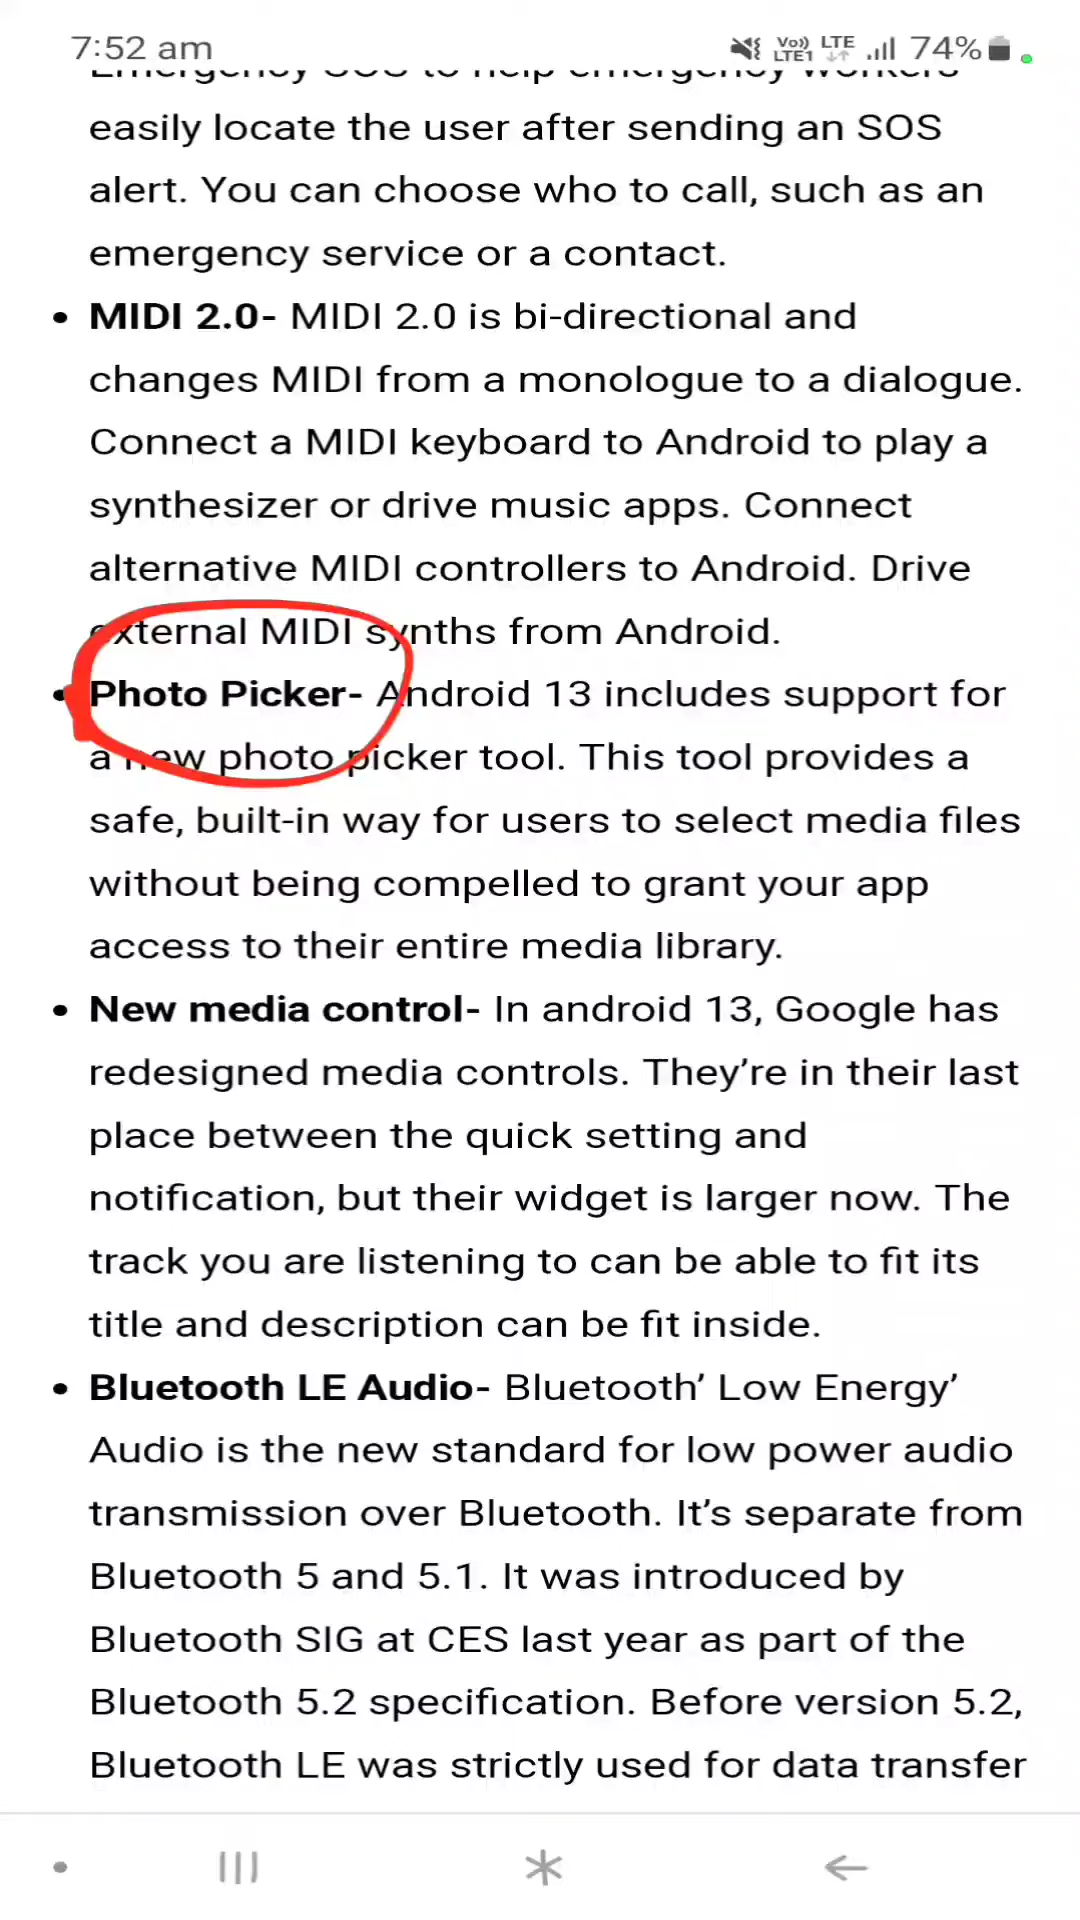 7:52 am Vo)) LTE1 LTE 74%
Emergency SOS to help emergency workers
easily locate the user after sending an SOS
alert. You can choose who to call, such as an
emergency service or a contact.
• MIDI 2.0- MIDI 2.0 is bi-directional and
changes MIDI from a monologue to a dialogue.
Connect a MIDI keyboard to Android to play a
synthesizer or drive music apps. Connect
alternative MIDI controllers to Android. Drive
external MIDI synths from Android.
• Photo Picker- Android 13 includes support for
a new photo picker tool. This tool provides a
safe, built-in way for users to select media files
without being compelled to grant your app
access to their entire media library.
• New media control- In android 13, Google has
redesigned media controls. They’re in their last
place between the quick setting and
notification, but their widget is larger now. The
track you are listening to can be able to fit its
title and description can be fit inside.
• Bluetooth LE Audio- Bluetooth’ Low Energy’
Audio is the new standard for low power audio
transmission over Bluetooth. It’s separate from
Bluetooth 5 and 5.1. It was introduced by
Bluetooth SIG at CES last year as part of the
Bluetooth 5.2 specification. Before version 5.2,
Bluetooth LE was strictly used for data transfer